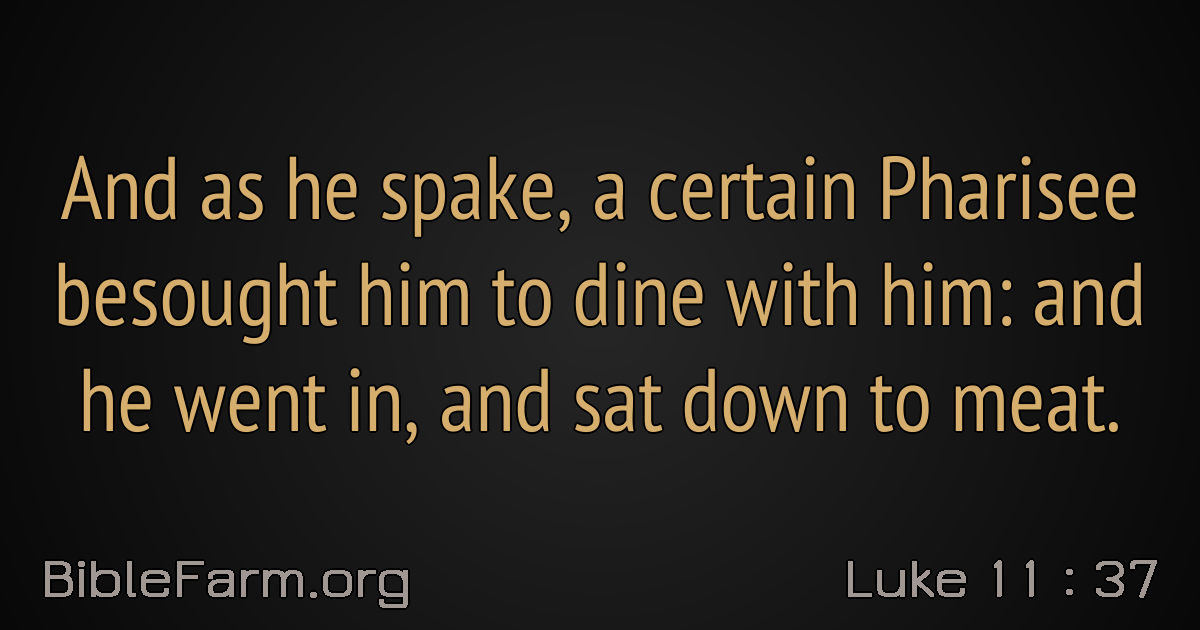 And as he spake, a certain Pharisee
besought him to dine with him: and
he went in, and sat down to meat.
BibleFarm.org
Luke 11 : 37